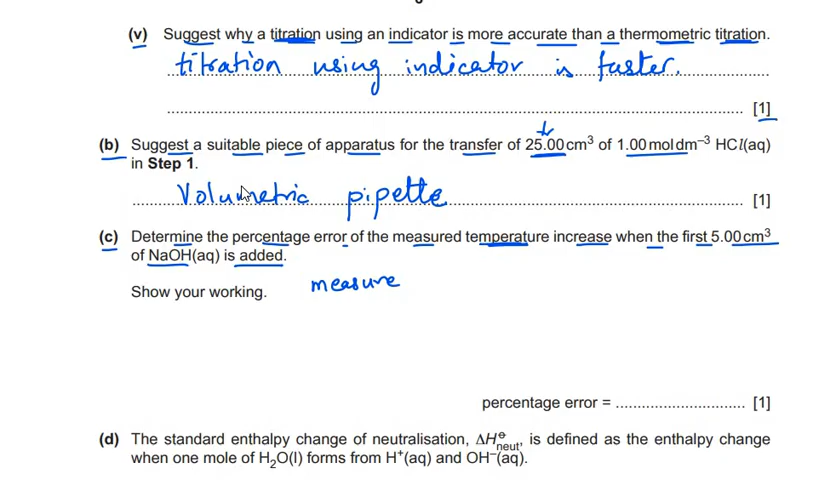 (v) Suggest why a titration using an indicator is more accurate than a thermometric titration.
titration using indicator is faster.
[1]
(b) Suggest a suitable piece of apparatus for the transfer of 25.00 cm³ of 1.00 mol dm⁻³ HCl(aq)
in Step 1.
Volumetric pipette [1]
(c) Determine the percentage error of the measured temperature increase when the first 5.00 cm³
of NaOH(aq) is added.
Show your working. measure
percentage error = .............................. [1]
(d) The standard enthalpy change of neutralisation, ΔH⦵neut, is defined as the enthalpy change
when one mole of H₂O(l) forms from H⁺(aq) and OH⁻(aq).